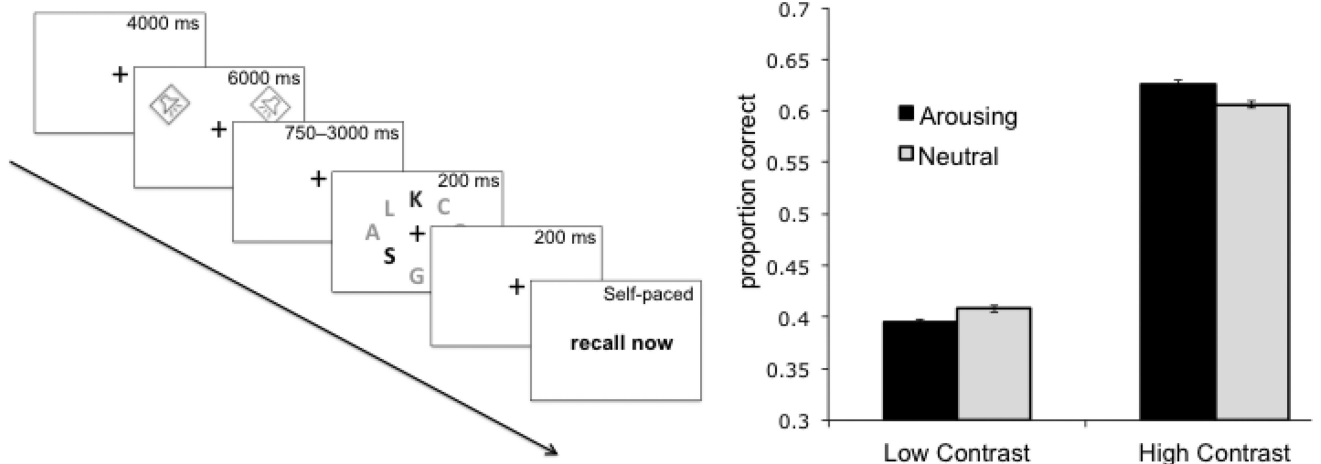 4000 ms
+
6000 ms
+
750–3000 ms
+
200 ms
K
L
C
A
+
S
G
200 ms
+
Self-paced
recall now
0.7
0.65
0.6
0.55
0.5
0.45
0.4
0.35
0.3
proportion correct
Arousing
Neutral
Low Contrast
High Contrast